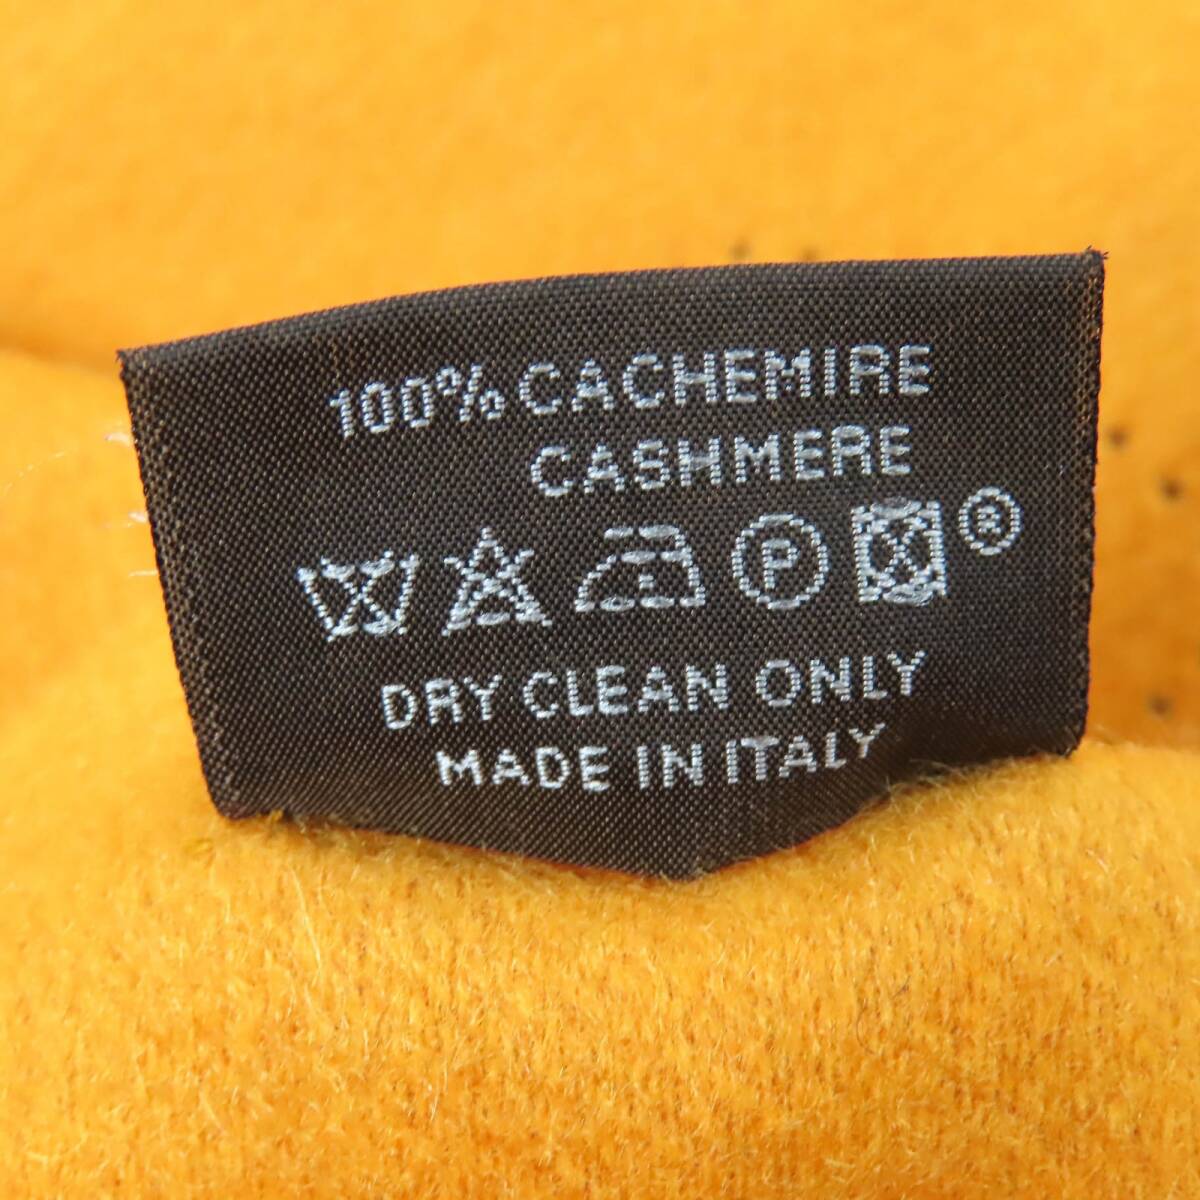 100% CACHEMIRE
CASHMERE
P ®
DRY CLEAN ONLY
MADE IN ITALY